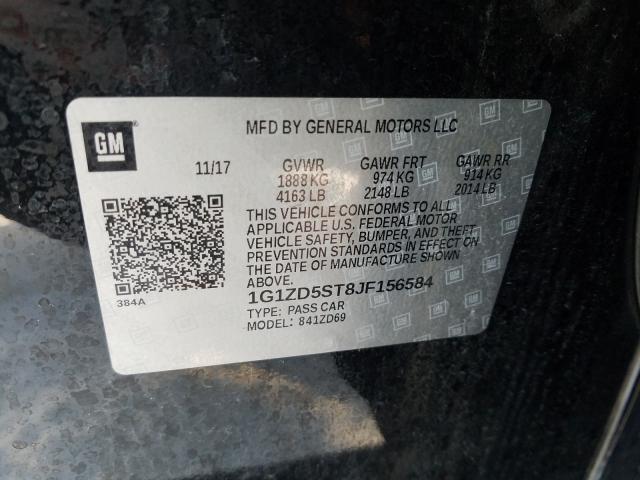 GM
MFD BY GENERAL MOTORS LLC
11/17 GVWR GAWR FRT GAWR RR
1888 KG 974 KG 914 KG
4163 LB 2148 LB 2014 LB
THIS VEHICLE CONFORMS TO ALL
APPLICABLE U.S. FEDERAL MOTOR
VEHICLE SAFETY, BUMPER, AND THEFT
PREVENTION STANDARDS IN EFFECT ON
THE DATE OF MANUFACTURE SHOWN
ABOVE.
384A
1G1ZD5ST8JF156584
TYPE: PASS CAR
MODEL: 841ZD69